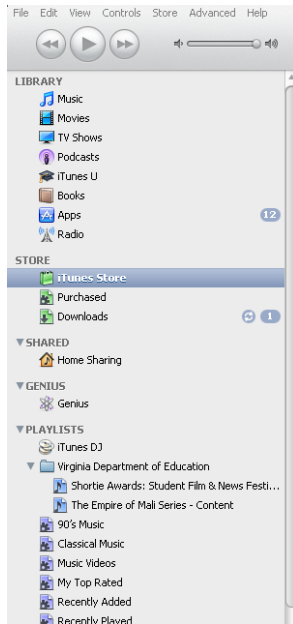 File Edit View Controls Store Advanced Help
LIBRARY
Music
Movies
TV Shows
Podcasts
iTunes U
Books
Apps 12
Radio
STORE
iTunes Store
Purchased
Downloads 1
SHARED
Home Sharing
GENIUS
Genius
PLAYLISTS
iTunes DJ
Virginia Department of Education
Shortie Awards: Student Film & News Festi...
The Empire of Mali Series - Content
90's Music
Classical Music
Music Videos
My Top Rated
Recently Added
Recently Played